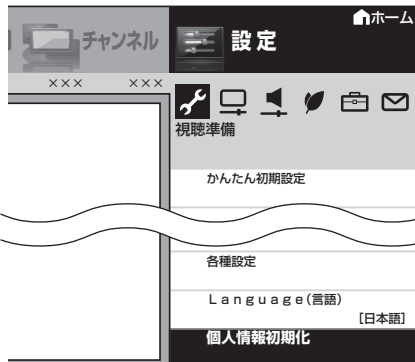 ホーム
チャンネル
設定
××× ×××
視聴準備
かんたん初期設定
各種設定
Ｌａｎｇｕａｇｅ(言語)
[日本語]
個人情報初期化